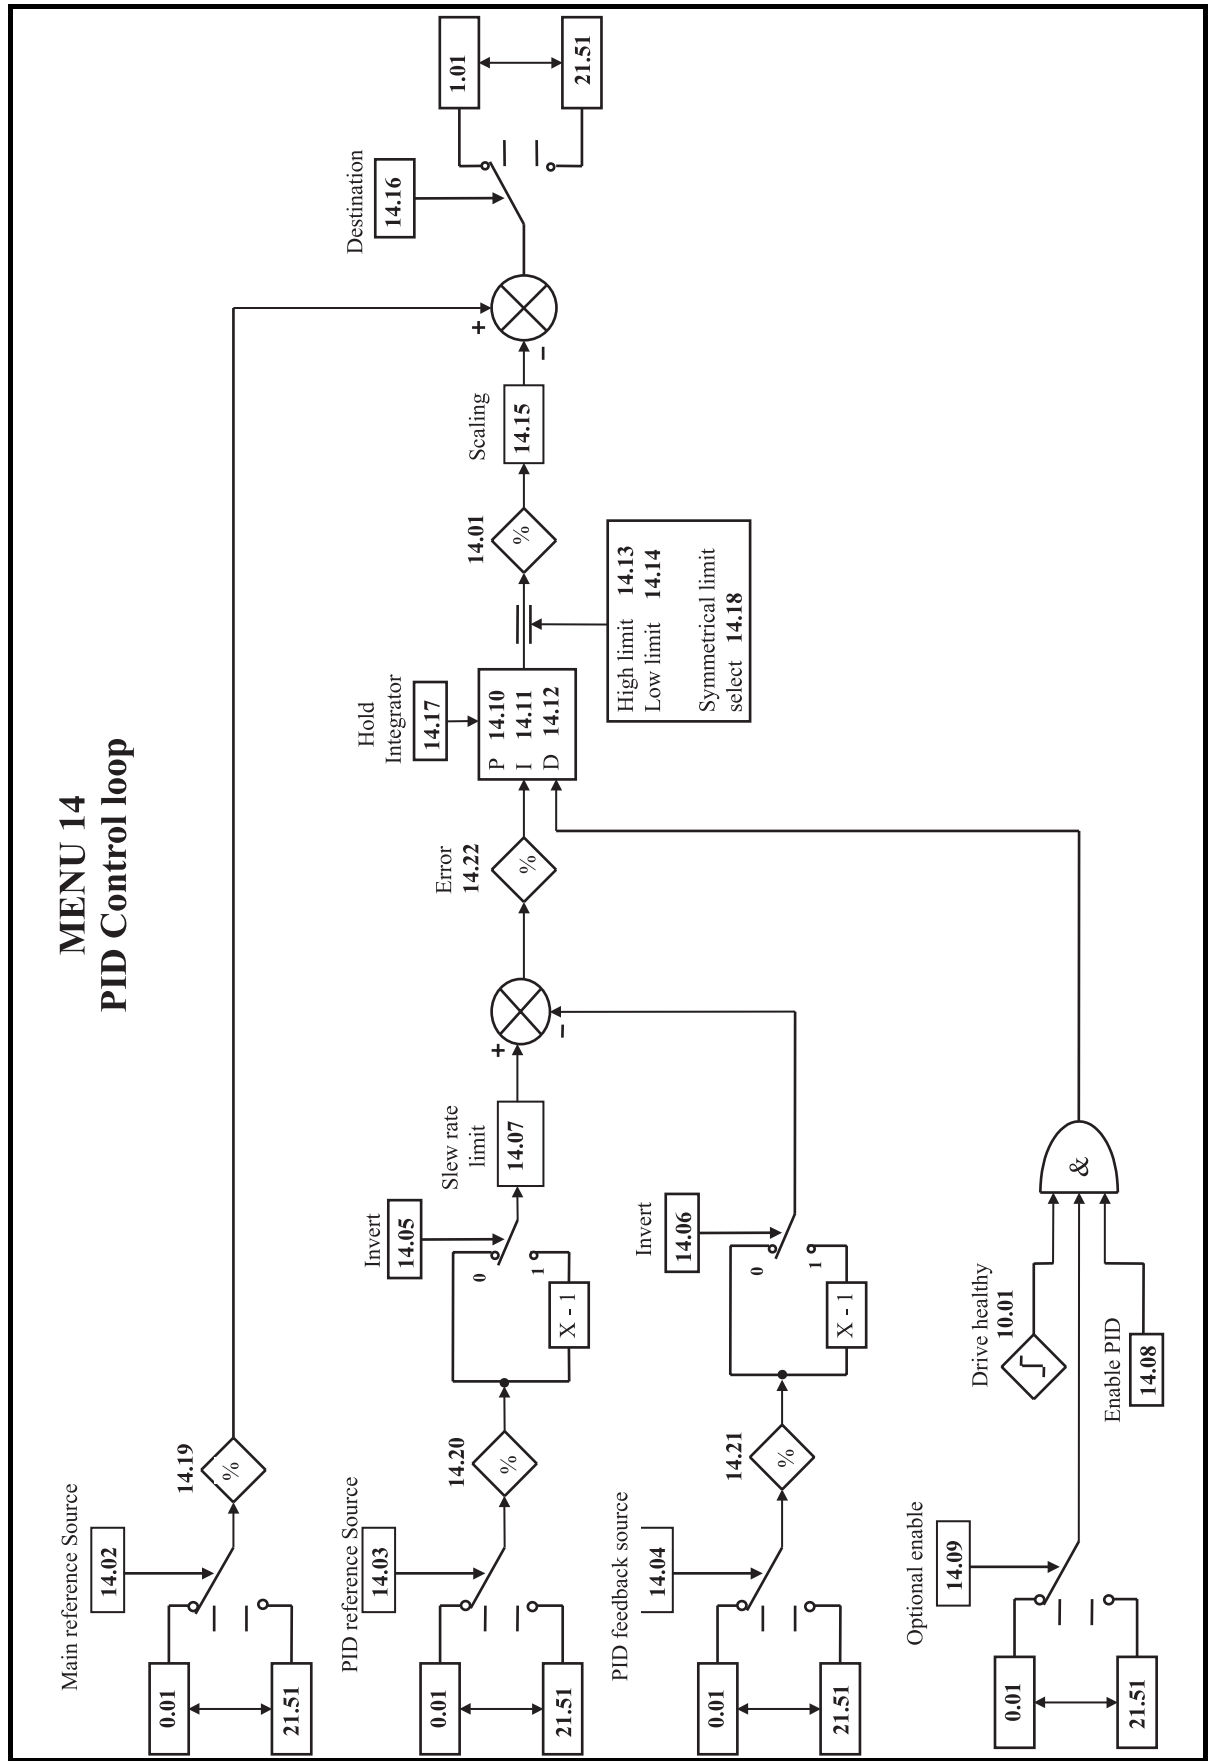 MENU 14
PID Control loop
Main reference Source
14.02
0.01
21.51
14.19
%
PID reference Source
14.03
0.01
21.51
14.20
%
Invert
14.05
0
1
X - 1
Slew rate
limit
14.07
+
−
Error
14.22
%
Hold
Integrator
14.17
P 14.10
I 14.11
D 14.12
High limit 14.13
Low limit 14.14
Symmetrical limit
select 14.18
14.01
%
Scaling
14.15
+
−
Destination
14.16
1.01
21.51
PID feedback source
14.04
0.01
21.51
14.21
%
Invert
14.06
0
1
X - 1
Optional enable
14.09
0.01
21.51
Drive healthy
10.01
Enable PID
14.08
&